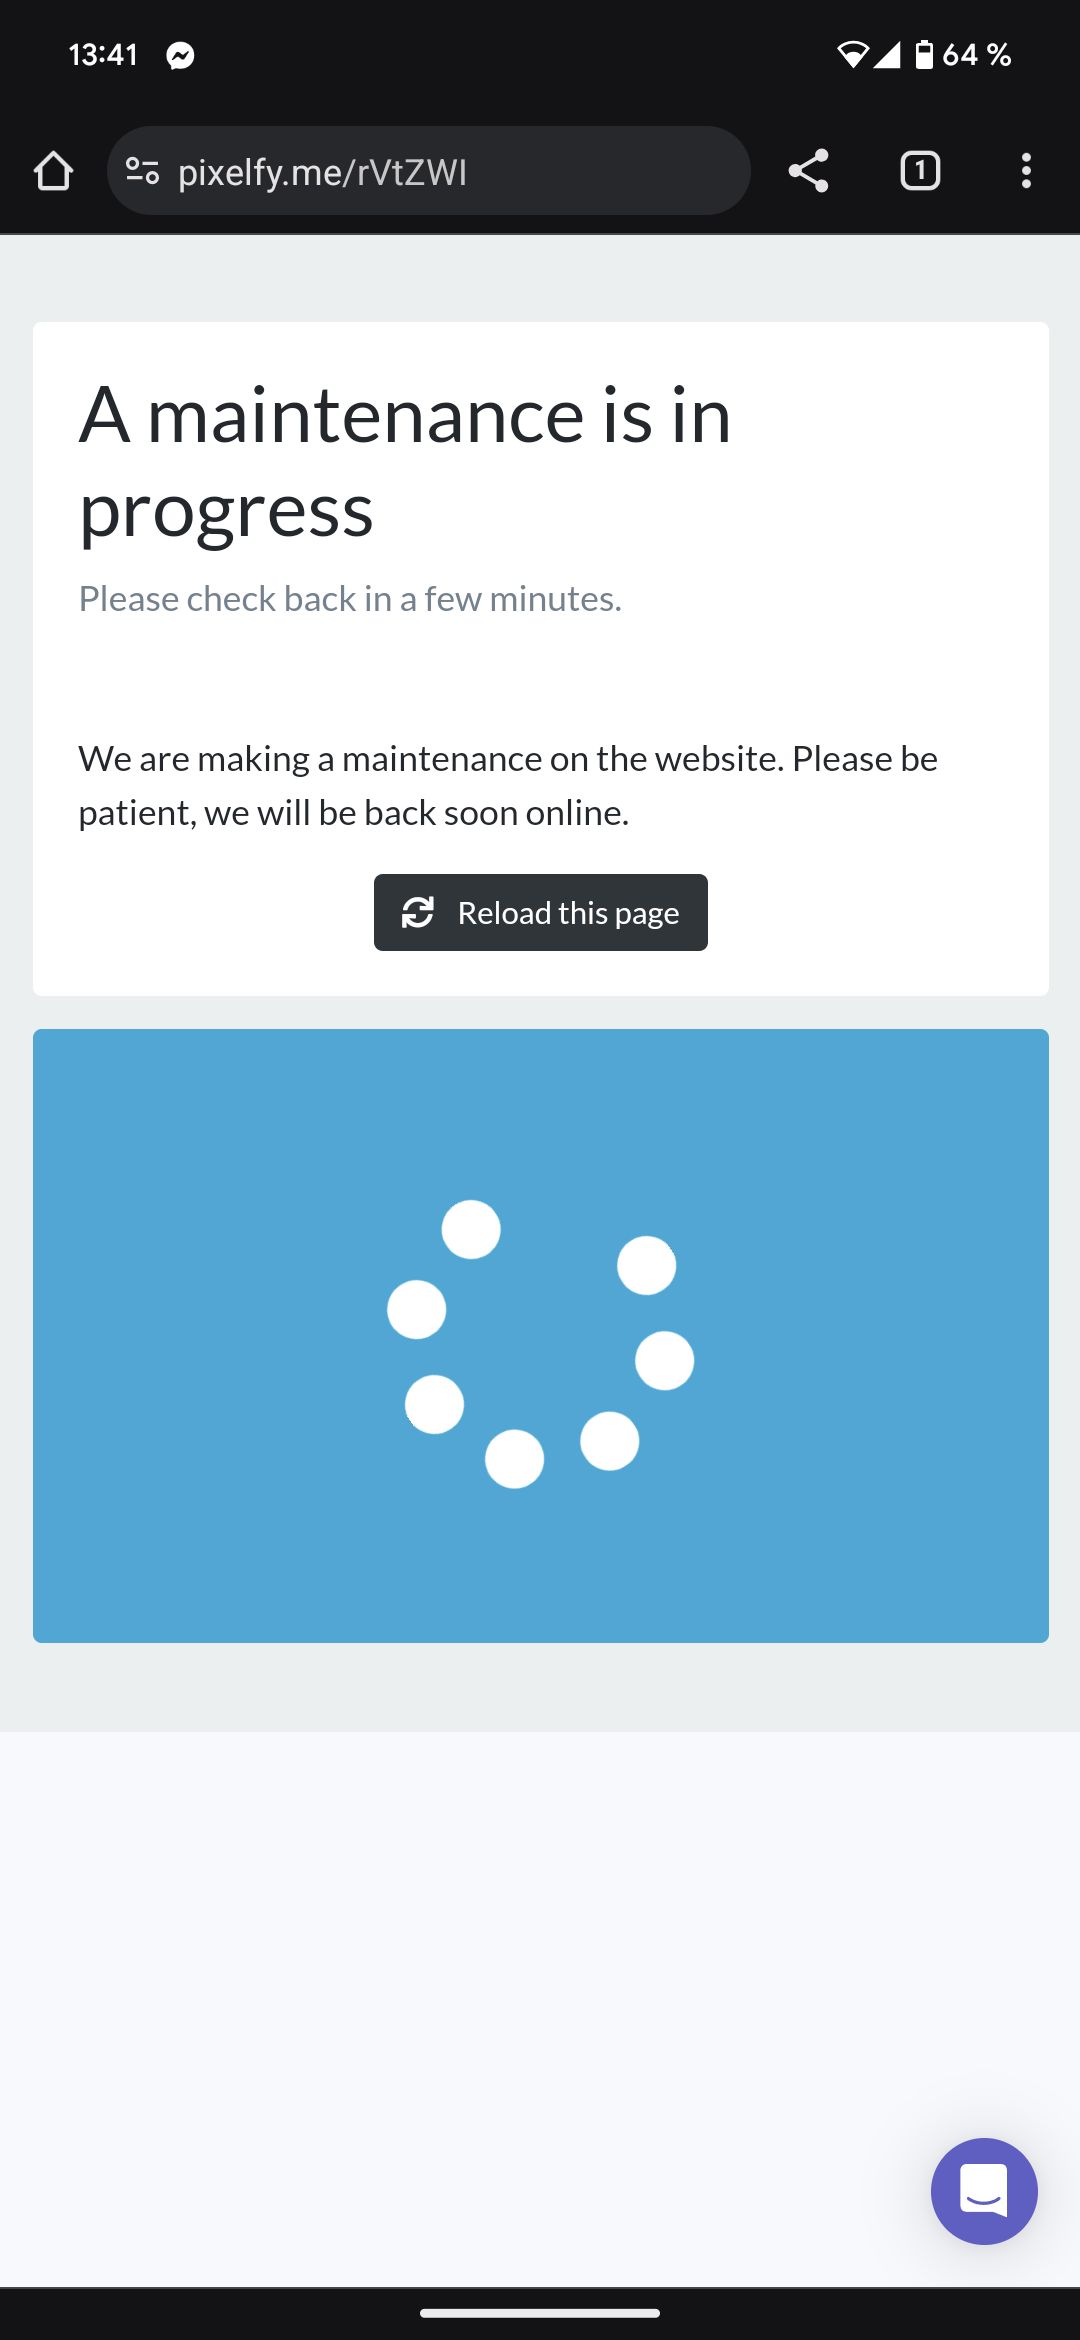 13:41
64 %
pixelfy.me/rVtZWI
1
A maintenance is in
progress
Please check back in a few minutes.
We are making a maintenance on the website. Please be
patient, we will be back soon online.
Reload this page